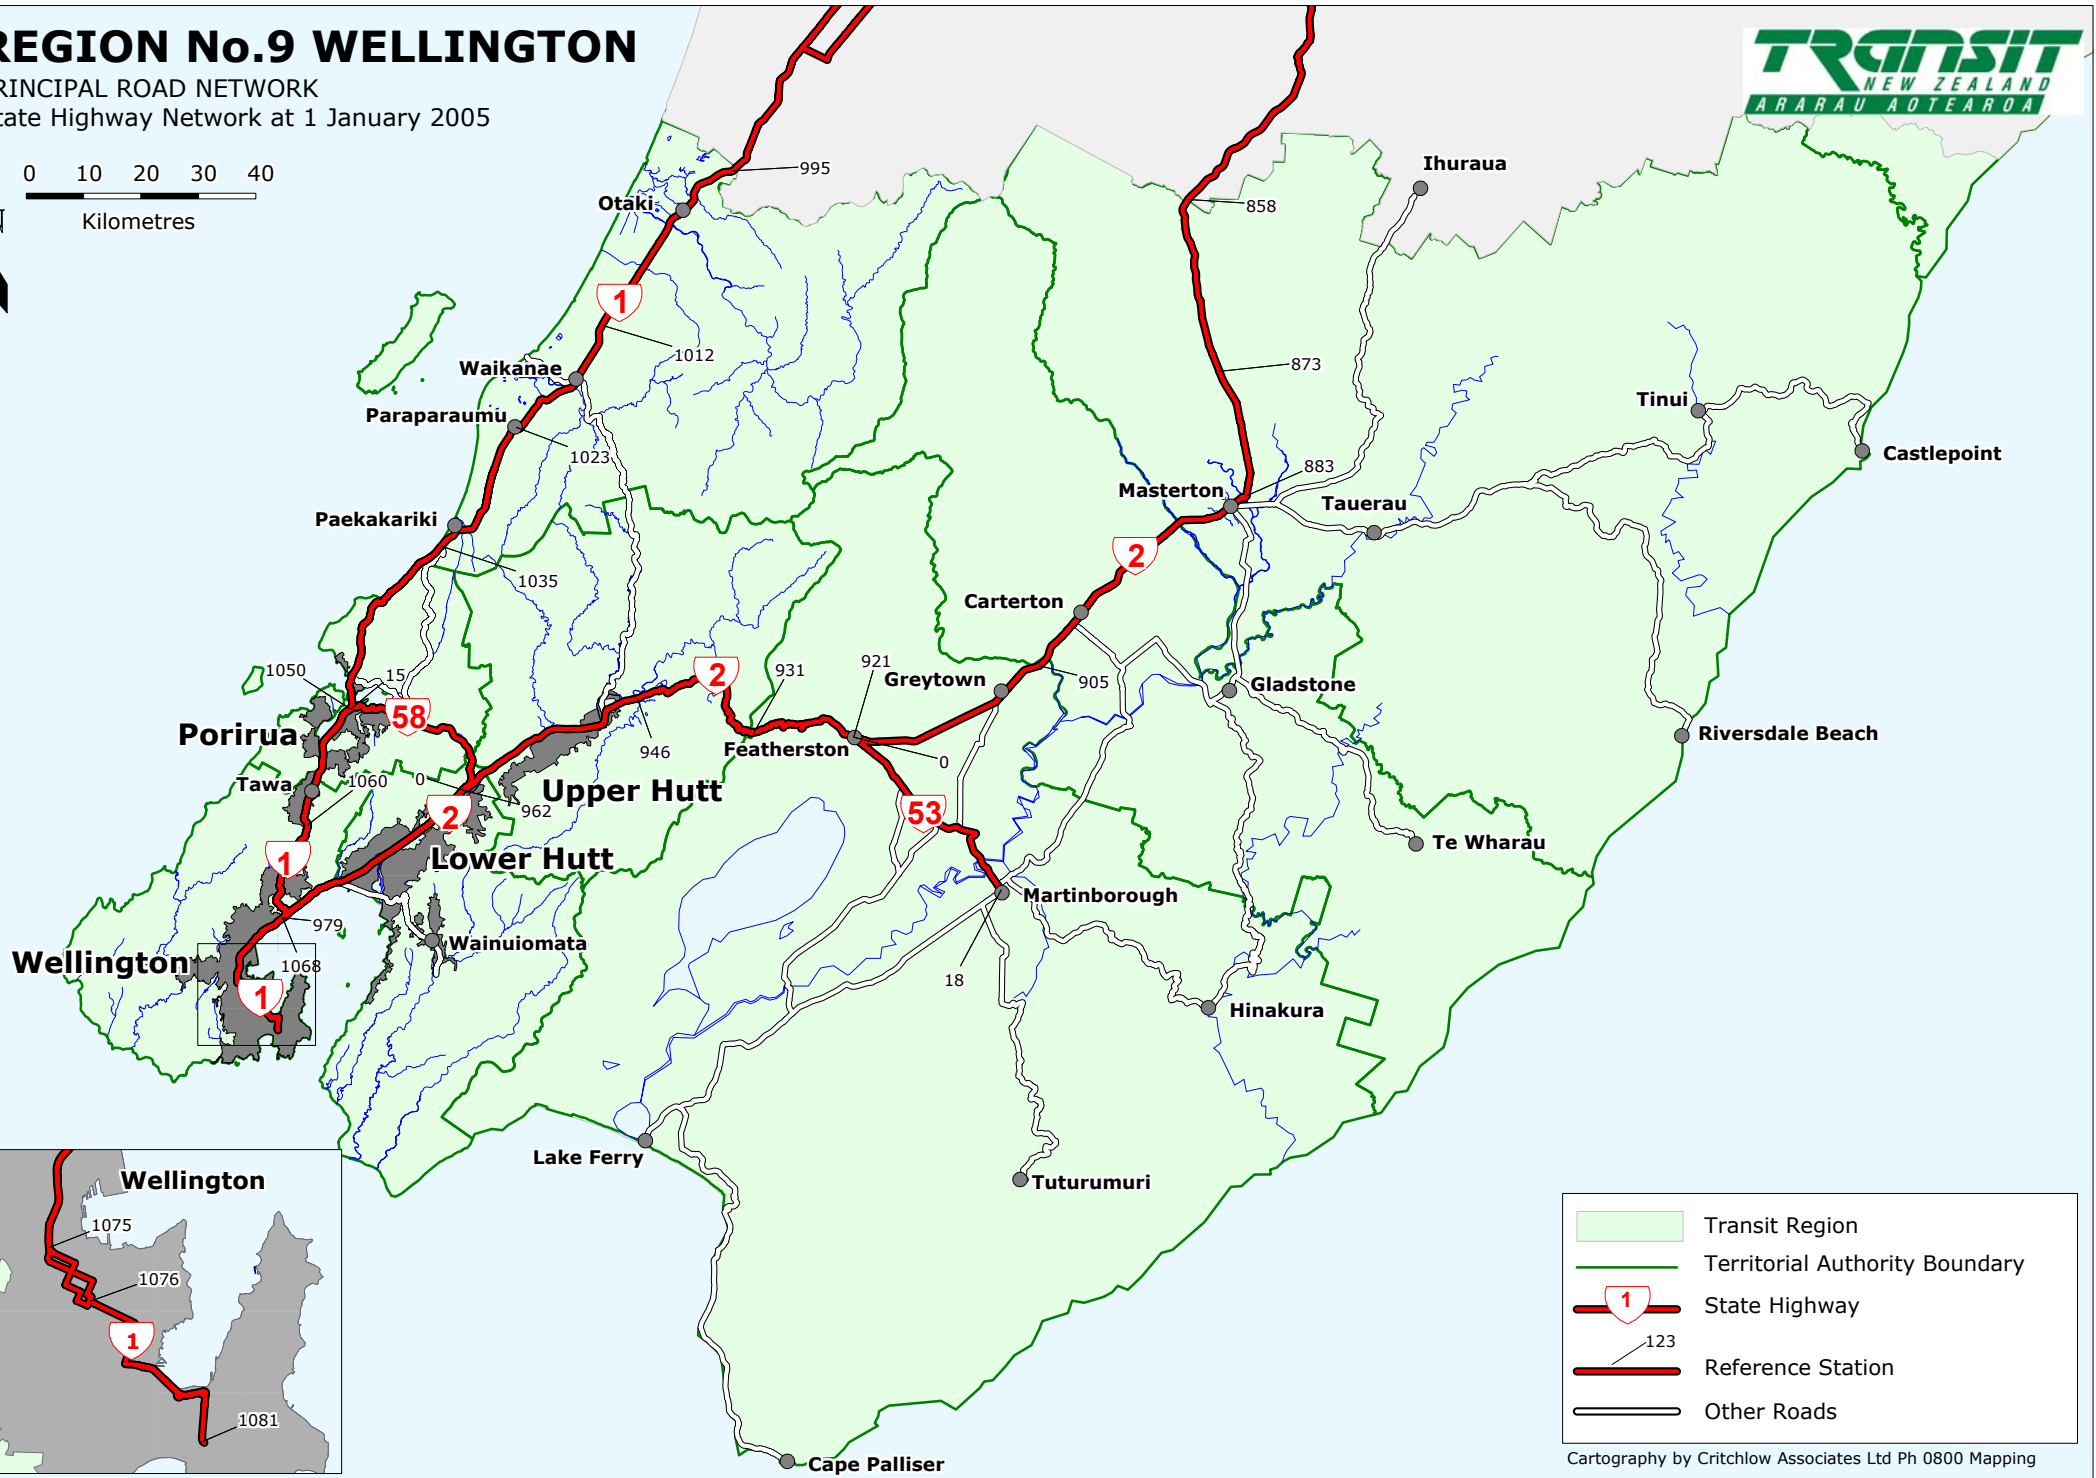 REGION No.9 WELLINGTON
RINCIPAL ROAD NETWORK
tate Highway Network at 1 January 2005
0 10 20 30 40
Kilometres
N
TRANSIT
NEW ZEALAND
ARARAU AOTEAROA
Ihuraua
995
858
Otaki
1
1012
873
Waikanae
Paraparaumu
Tinui
1023
Castlepoint
883
Masterton
Tauerau
Paekakariki
2
1035
Carterton
1050
15
2
931
921
Greytown
905
Gladstone
58
Porirua
946
Featherston
0
Riversdale Beach
Tawa
1060
0
962
Upper Hutt
2
53
Te Wharau
1
Lower Hutt
Martinborough
979
Wainuiomata
Wellington
1068
18
1
Hinakura
Lake Ferry
Tuturumuri
Cape Palliser
Wellington
1075
1076
1
1081
Transit Region
Territorial Authority Boundary
1 State Highway
123
Reference Station
Other Roads
Cartography by Critchlow Associates Ltd Ph 0800 Mapping